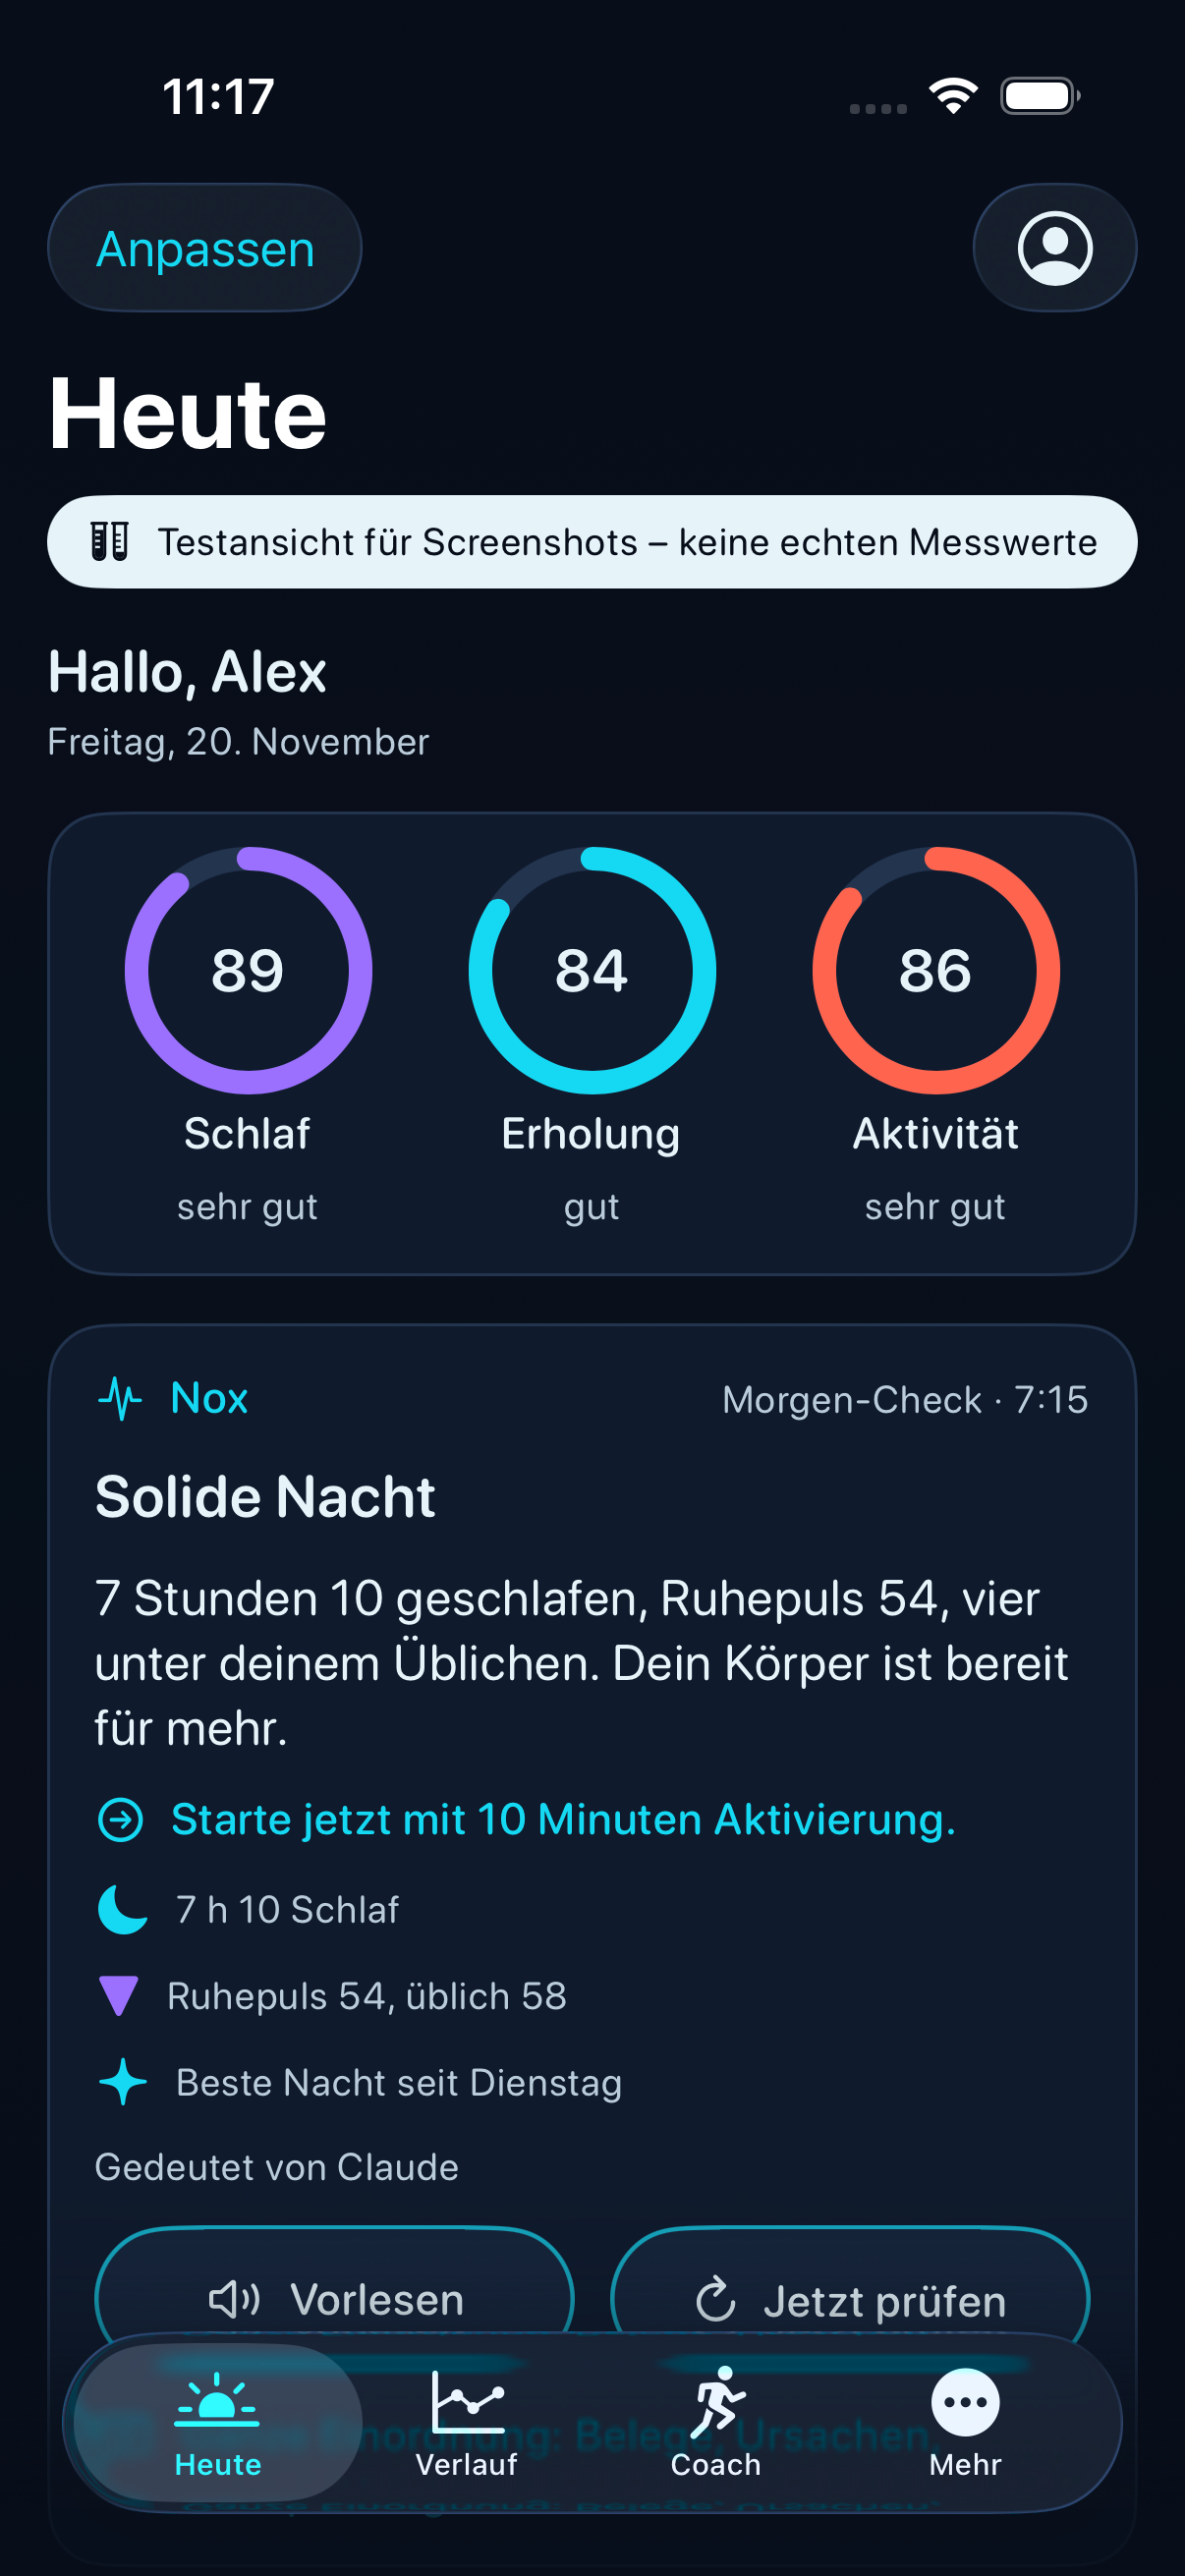 11:17
Anpassen
Heute
Testansicht für Screenshots – keine echten Messwerte
Hallo, Alex
Freitag, 20. November
89
84
86
Schlaf
Erholung
Aktivität
sehr gut
gut
sehr gut
Nox
Morgen-Check · 7:15
Solide Nacht
7 Stunden 10 geschlafen, Ruhepuls 54, vier
unter deinem Üblichen. Dein Körper ist bereit
für mehr.
Starte jetzt mit 10 Minuten Aktivierung.
7 h 10 Schlaf
Ruhepuls 54, üblich 58
Beste Nacht seit Dienstag
Gedeutet von Claude
Vorlesen
Jetzt prüfen
Belege, Ursachen,
Heute
Verlauf
Coach
Mehr